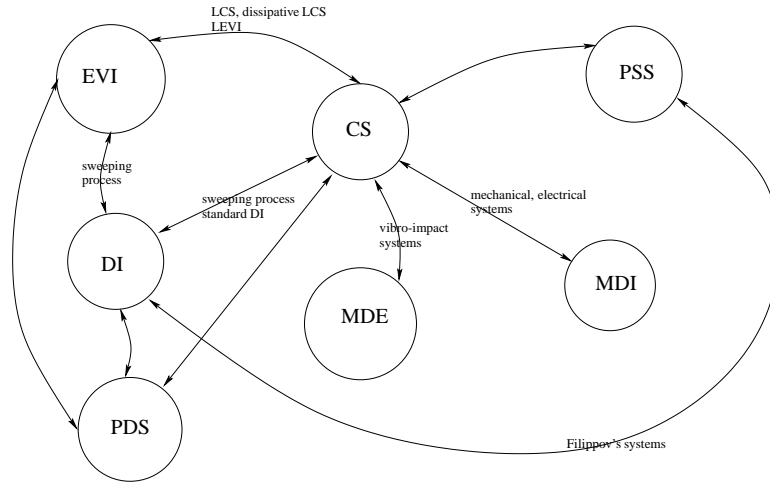 LCS, dissipative LCS
LEVI
EVI
PSS
CS
sweeping
process
sweeping process
standard DI
mechanical, electrical
systems
vibro-impact
systems
DI
MDI
MDE
PDS
Filippov's systems